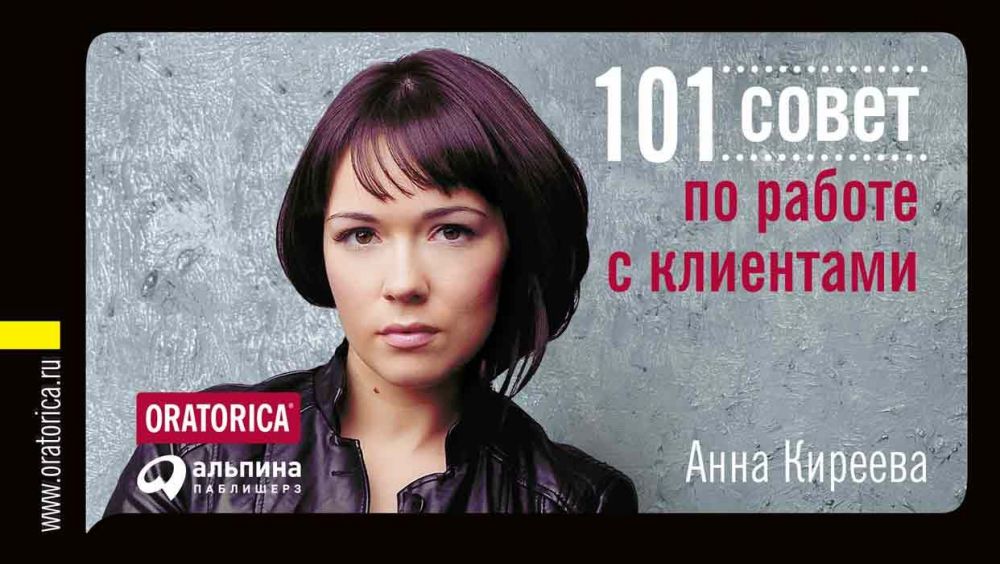 101 совет
по работе
с клиентами
ORATORICA®
альпина
ПАБЛИШЕРЗ
Анна Киреева
www.oratorica.ru